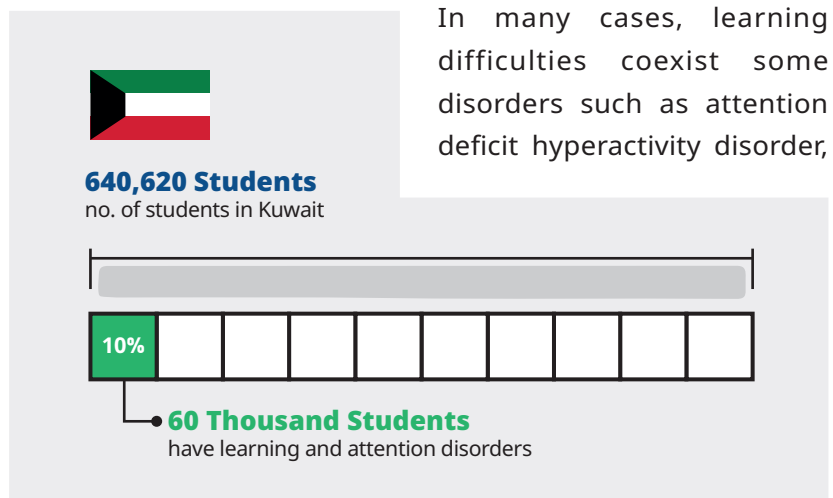 In many cases, learning
difficulties coexist some
disorders such as attention
deficit hyperactivity disorder,
640,620 Students
no. of students in Kuwait
10%
60 Thousand Students
have learning and attention disorders